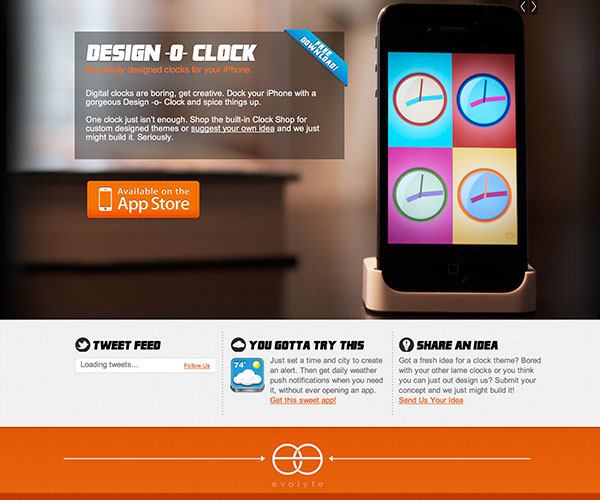 DESIGN -O- CLOCK
FREE
DOWNLOAD!
Beautifully designed clocks for your iPhone.
Digital clocks are boring, get creative. Dock your iPhone with a
gorgeous Design -o- Clock and spice things up.
One clock just isn't enough. Shop the built-in Clock Shop for
custom designed themes or suggest your own idea and we just
might build it. Seriously.
Available on the
App Store
TWEET FEED
Loading tweets...
Follow Us
YOU GOTTA TRY THIS
74°
Just set a time and city to create
an alert. Then get daily weather
push notifications when you need
it, without ever opening an app.
Get this sweet app!
SHARE AN IDEA
Got a fresh idea for a clock theme? Bored
with your other lame clocks or you think
you can just out design us? Submit your
concept and we just might build it!
Send Us Your Idea
evolyte